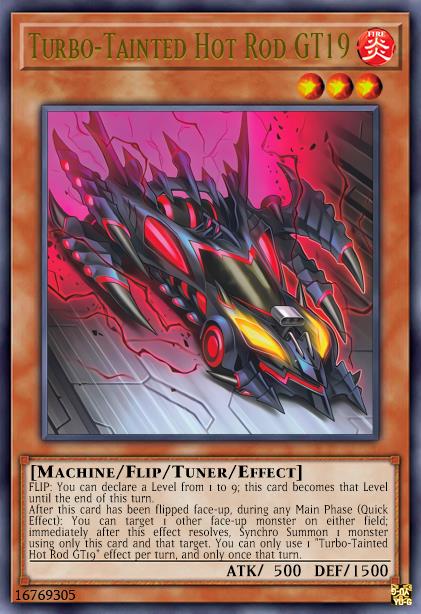 Turbo-Tainted Hot Rod GT19
FIRE
炎
[Machine/Flip/Tuner/Effect]
FLIP: You can declare a Level from 1 to 9; this card becomes that Level
until the end of this turn.
After this card has been flipped face-up, during any Main Phase (Quick
Effect): You can target 1 other face-up monster on either field;
immediately after this effect resolves, Synchro Summon 1 monster
using only this card and that target. You can only use 1 "Turbo-Tainted
Hot Rod GT19" effect per turn, and only once that turn.
ATK/ 500 DEF/1500
16769305